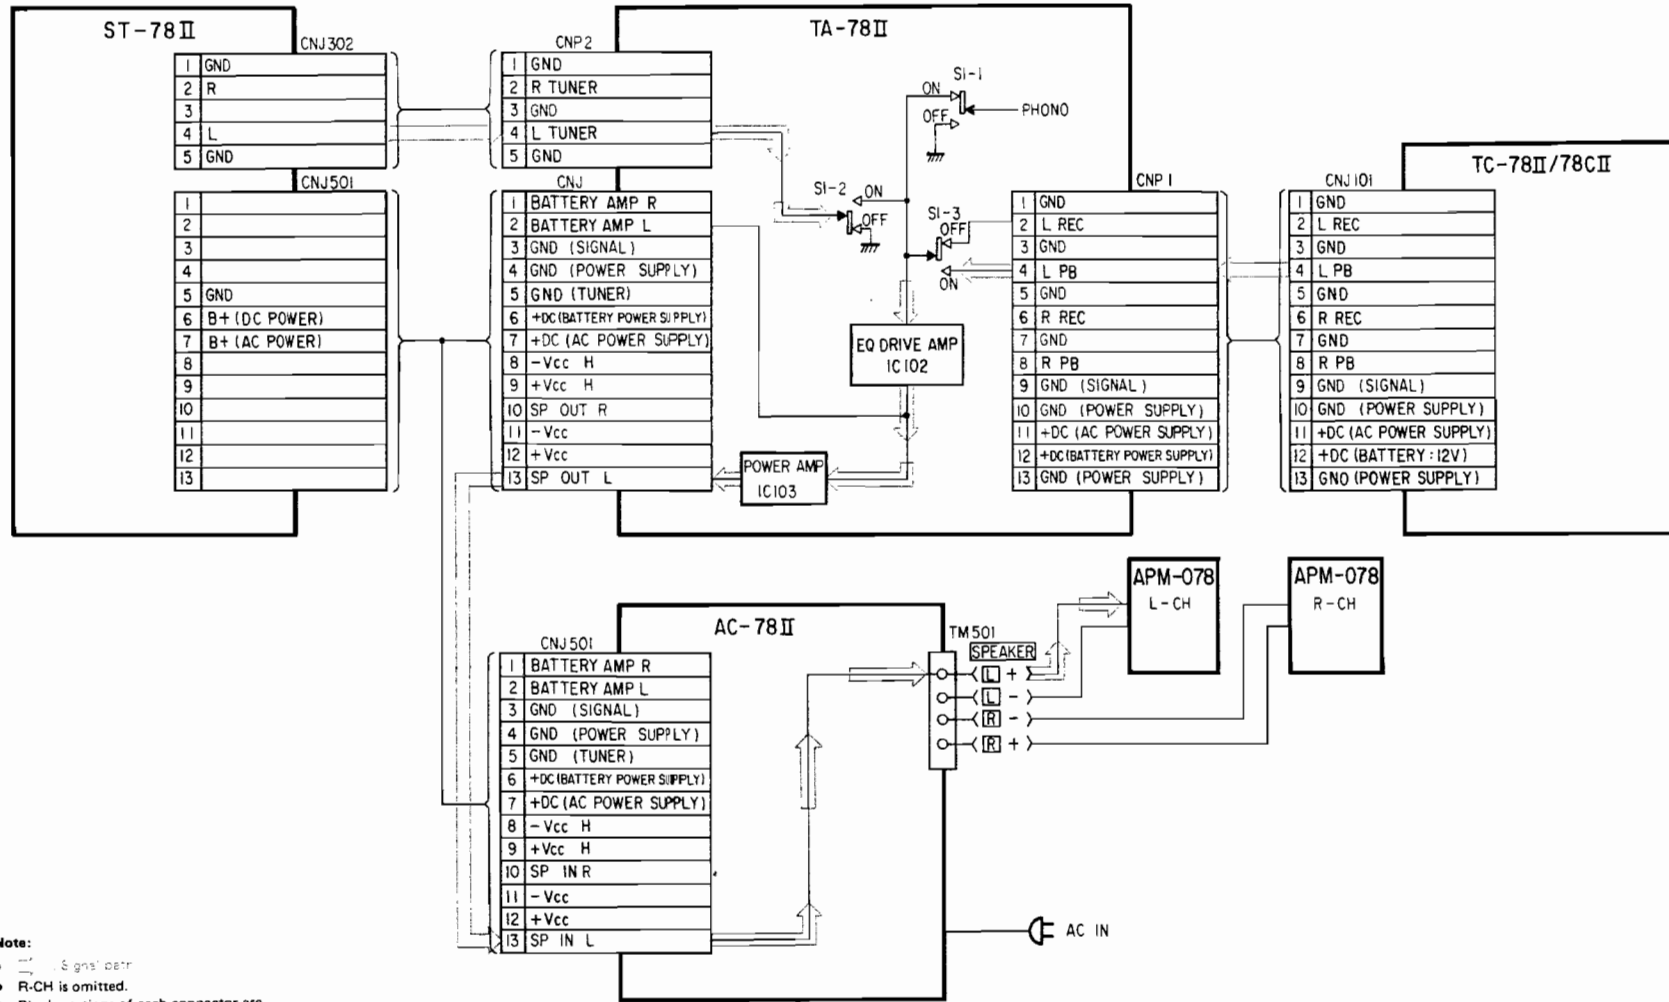 ST-78II
CNJ302
1 GND
2 R
3
4 L
5 GND
CNJ501
1
2
3
4
5 GND
6 B+ (DC POWER)
7 B+ (AC POWER)
8
9
10
11
12
13
TA-78II
CNP2
1 GND
2 R TUNER
3 GND
4 L TUNER
5 GND
CNJ
1 BATTERY AMP R
2 BATTERY AMP L
3 GND (SIGNAL)
4 GND (POWER SUPPLY)
5 GND (TUNER)
6 +DC (BATTERY POWER SUPPLY)
7 +DC (AC POWER SUPPLY)
8 -Vcc H
9 +Vcc H
10 SP OUT R
11 -Vcc
12 +Vcc
13 SP OUT L
S1-1
ON
OFF
PHONO
S1-2
ON
OFF
S1-3
OFF
ON
EQ DRIVE AMP
IC102
POWER AMP
IC103
CNP1
1 GND
2 L REC
3 GND
4 L PB
5 GND
6 R REC
7 GND
8 R PB
9 GND (SIGNAL)
10 GND (POWER SUPPLY)
11 +DC (AC POWER SUPPLY)
12 +DC (BATTERY POWER SUPPLY)
13 GND (POWER SUPPLY)
TC-78II/78CII
CNJ101
1 GND
2 L REC
3 GND
4 L PB
5 GND
6 R REC
7 GND
8 R PB
9 GND (SIGNAL)
10 GND (POWER SUPPLY)
11 +DC (AC POWER SUPPLY)
12 +DC (BATTERY : 12V)
13 GND (POWER SUPPLY)
AC-78II
CNJ501
1 BATTERY AMP R
2 BATTERY AMP L
3 GND (SIGNAL)
4 GND (POWER SUPPLY)
5 GND (TUNER)
6 +DC (BATTERY POWER SUPPLY)
7 +DC (AC POWER SUPPLY)
8 -Vcc H
9 +Vcc H
10 SP IN R
11 -Vcc
12 +Vcc
13 SP IN L
TM501
SPEAKER
L +
L -
R -
R +
APM-078
L-CH
APM-078
R-CH
AC IN
Note:
Signal path
R-CH is omitted.
of each connector are